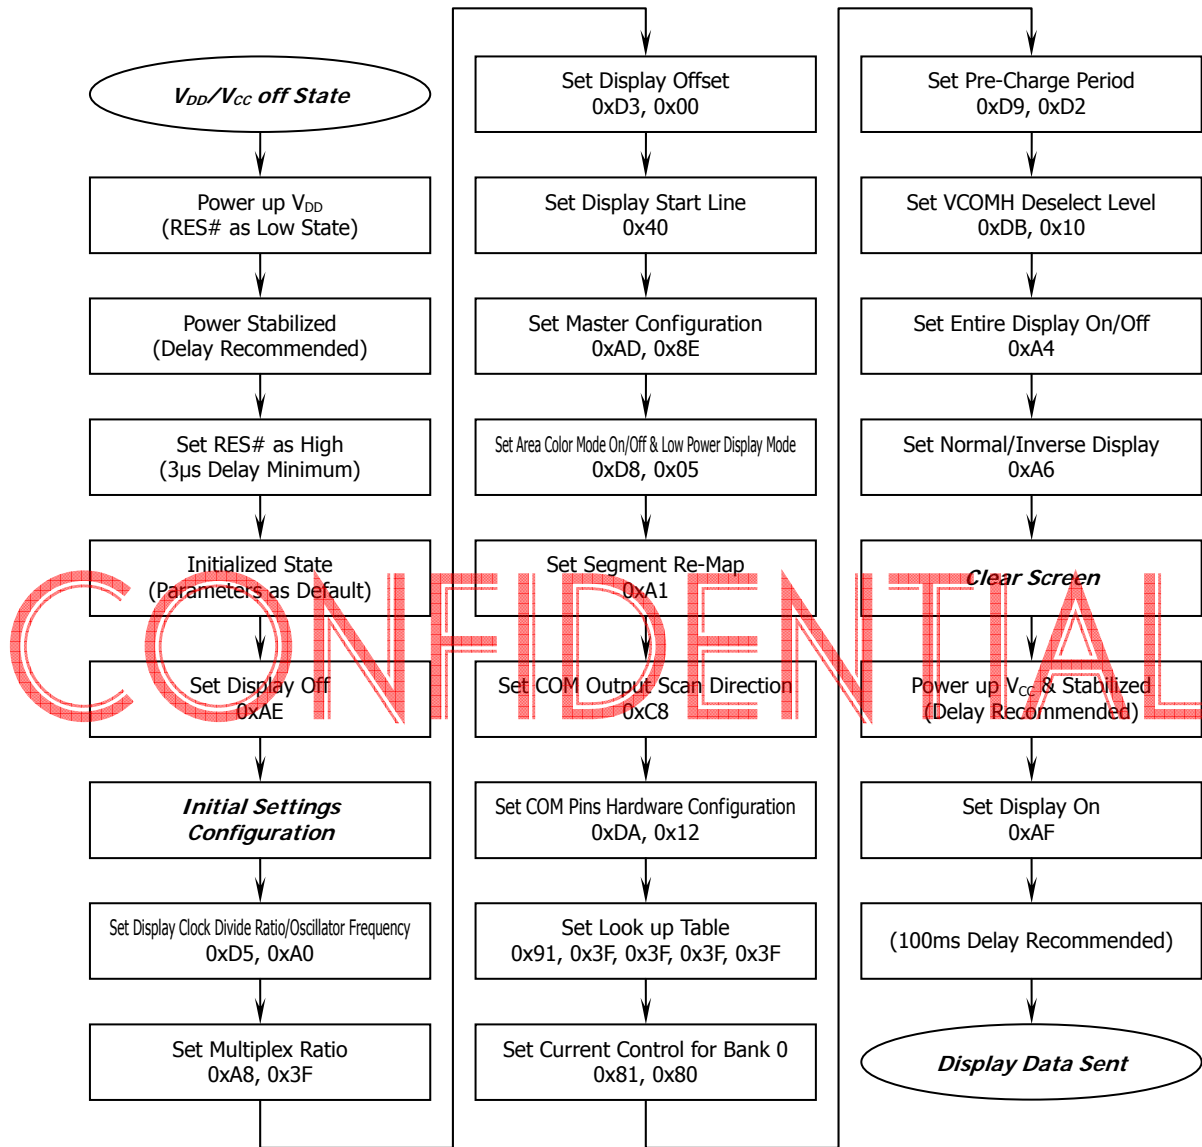 V_DD/V_CC off State
Power up V_DD
(RES# as Low State)
Power Stabilized
(Delay Recommended)
Set RES# as High
(3µs Delay Minimum)
Initialized State
(Parameters as Default)
Set Display Off
0xAE
Initial Settings
Configuration
Set Display Clock Divide Ratio/Oscillator Frequency
0xD5, 0xA0
Set Multiplex Ratio
0xA8, 0x3F
Set Display Offset
0xD3, 0x00
Set Display Start Line
0x40
Set Master Configuration
0xAD, 0x8E
Set Area Color Mode On/Off & Low Power Display Mode
0xD8, 0x05
Set Segment Re-Map
0xA1
Set COM Output Scan Direction
0xC8
Set COM Pins Hardware Configuration
0xDA, 0x12
Set Look up Table
0x91, 0x3F, 0x3F, 0x3F, 0x3F
Set Current Control for Bank 0
0x81, 0x80
Set Pre-Charge Period
0xD9, 0xD2
Set VCOMH Deselect Level
0xDB, 0x10
Set Entire Display On/Off
0xA4
Set Normal/Inverse Display
0xA6
Clear Screen
Power up V_CC & Stabilized
(Delay Recommended)
Set Display On
0xAF
(100ms Delay Recommended)
Display Data Sent
CONFIDENTIAL